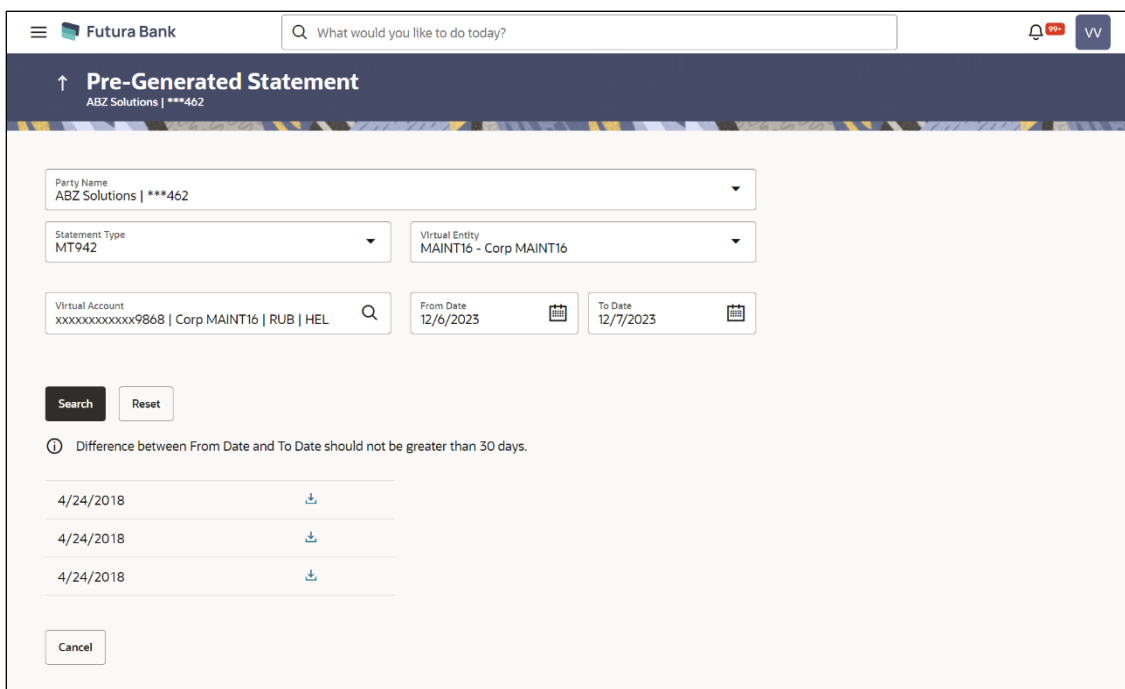 Futura Bank
What would you like to do today?
99+
VV
Pre-Generated Statement
ABZ Solutions | ***462
Party Name
ABZ Solutions | ***462
Statement Type
MT942
Virtual Entity
MAINT16 - Corp MAINT16
Virtual Account
xxxxxxxxxxxx9868 | Corp MAINT16 | RUB | HEL
From Date
12/6/2023
To Date
12/7/2023
Search
Reset
Difference between From Date and To Date should not be greater than 30 days.
4/24/2018
4/24/2018
4/24/2018
Cancel